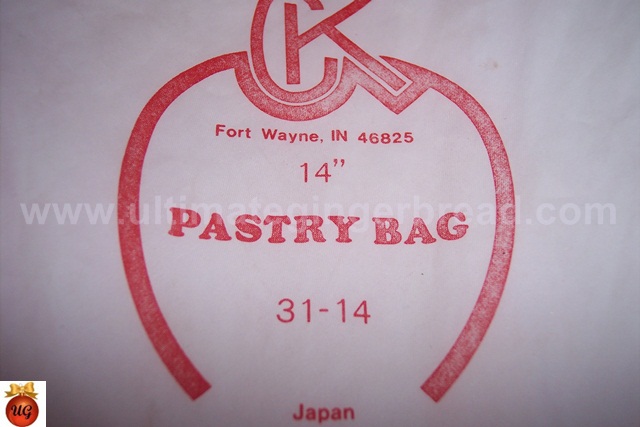 CK
Fort Wayne, IN 46825
14”
www.ultimategingerbread.com
PASTRY BAG
31-14
Japan
UG